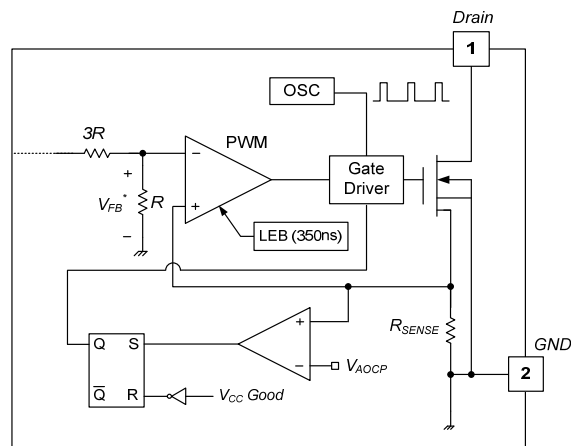 Drain
1
OSC
3R
PWM
−
+
Gate
Driver
+
V_FB*
R
−
+
LEB (350ns)
R_SENSE
GND
2
+
−
V_AOCP
Q
S
Q̅
R
V_CC Good